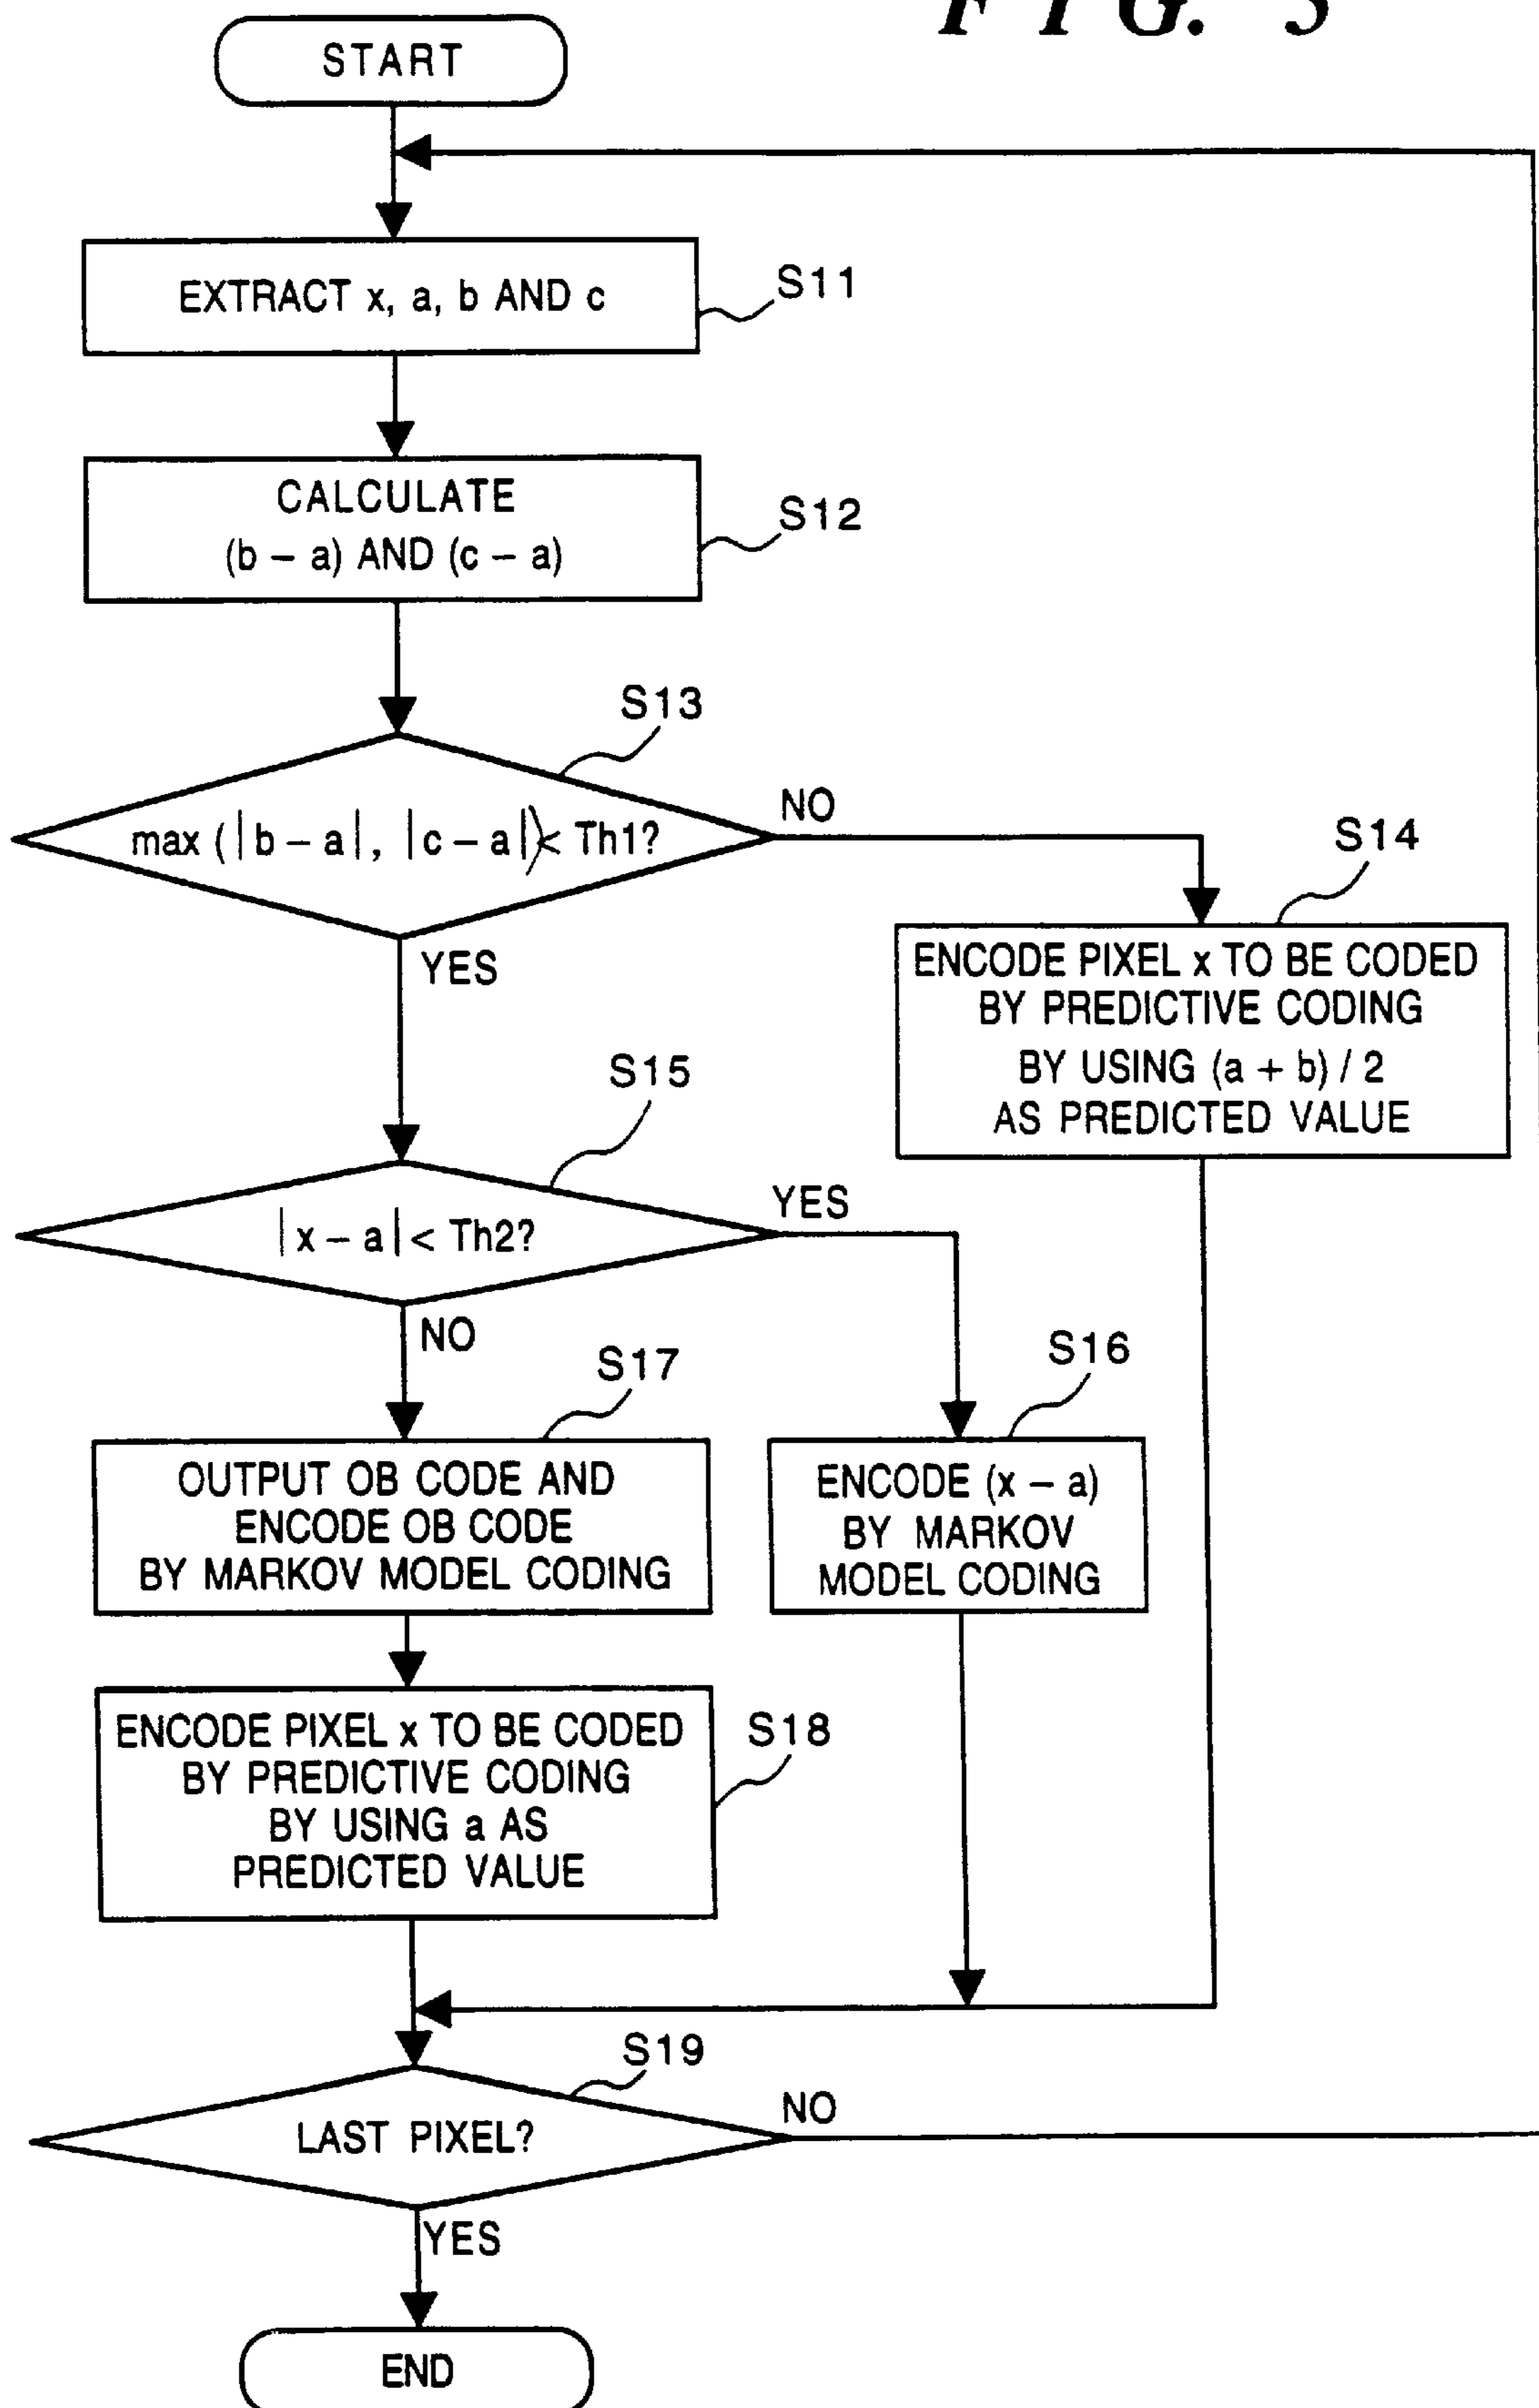 FIG. 5
START
EXTRACT x, a, b AND c
S11
CALCULATE
(b – a) AND (c – a)
S12
S13
max (|b – a|, |c – a|)< Th1?
NO
YES
S14
ENCODE PIXEL x TO BE CODED
BY PREDICTIVE CODING
BY USING (a + b) / 2
AS PREDICTED VALUE
S15
|x – a| < Th2?
YES
NO
S16
ENCODE (x – a)
BY MARKOV
MODEL CODING
S17
OUTPUT OB CODE AND
ENCODE OB CODE
BY MARKOV MODEL CODING
ENCODE PIXEL x TO BE CODED
BY PREDICTIVE CODING
BY USING a AS
PREDICTED VALUE
S18
S19
LAST PIXEL?
NO
YES
END